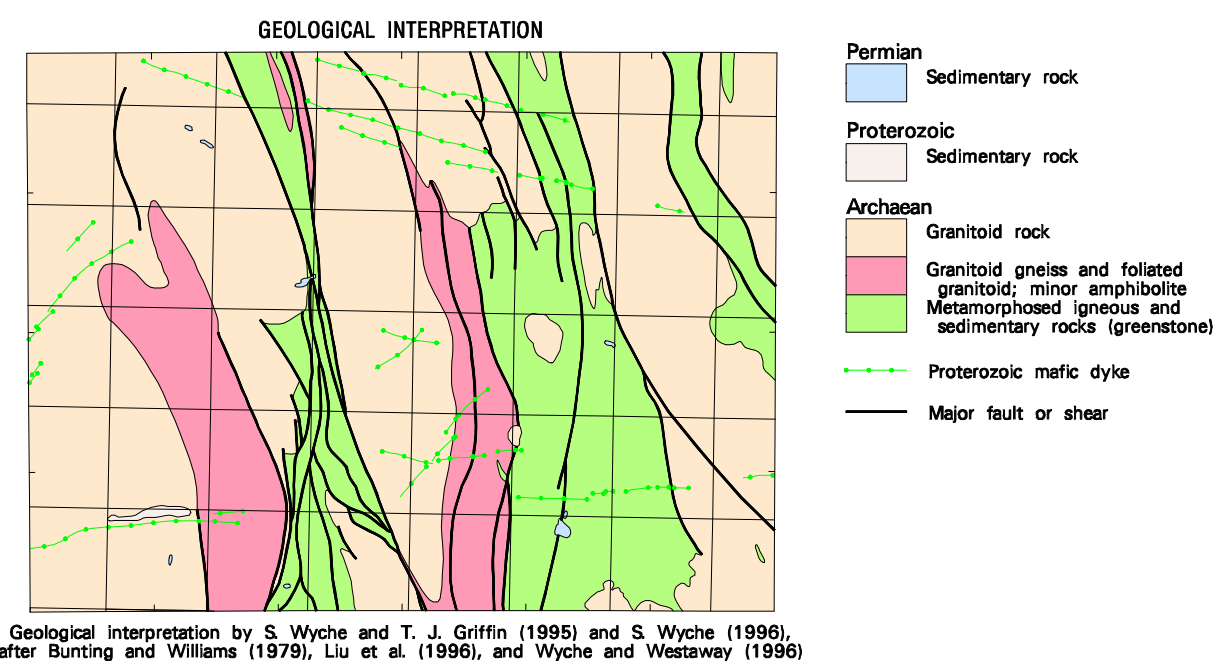 GEOLOGICAL INTERPRETATION
Permian
Sedimentary rock
Proterozoic
Sedimentary rock
Archaean
Granitoid rock
Granitoid gneiss and foliated
granitoid; minor amphibolite
Metamorphosed igneous and
sedimentary rocks (greenstone)
Proterozoic mafic dyke
Major fault or shear
Geological interpretation by S. Wyche and T. J. Griffin (1995) and S. Wyche (1996),
after Bunting and Williams (1979), Liu et al. (1996), and Wyche and Westaway (1996)